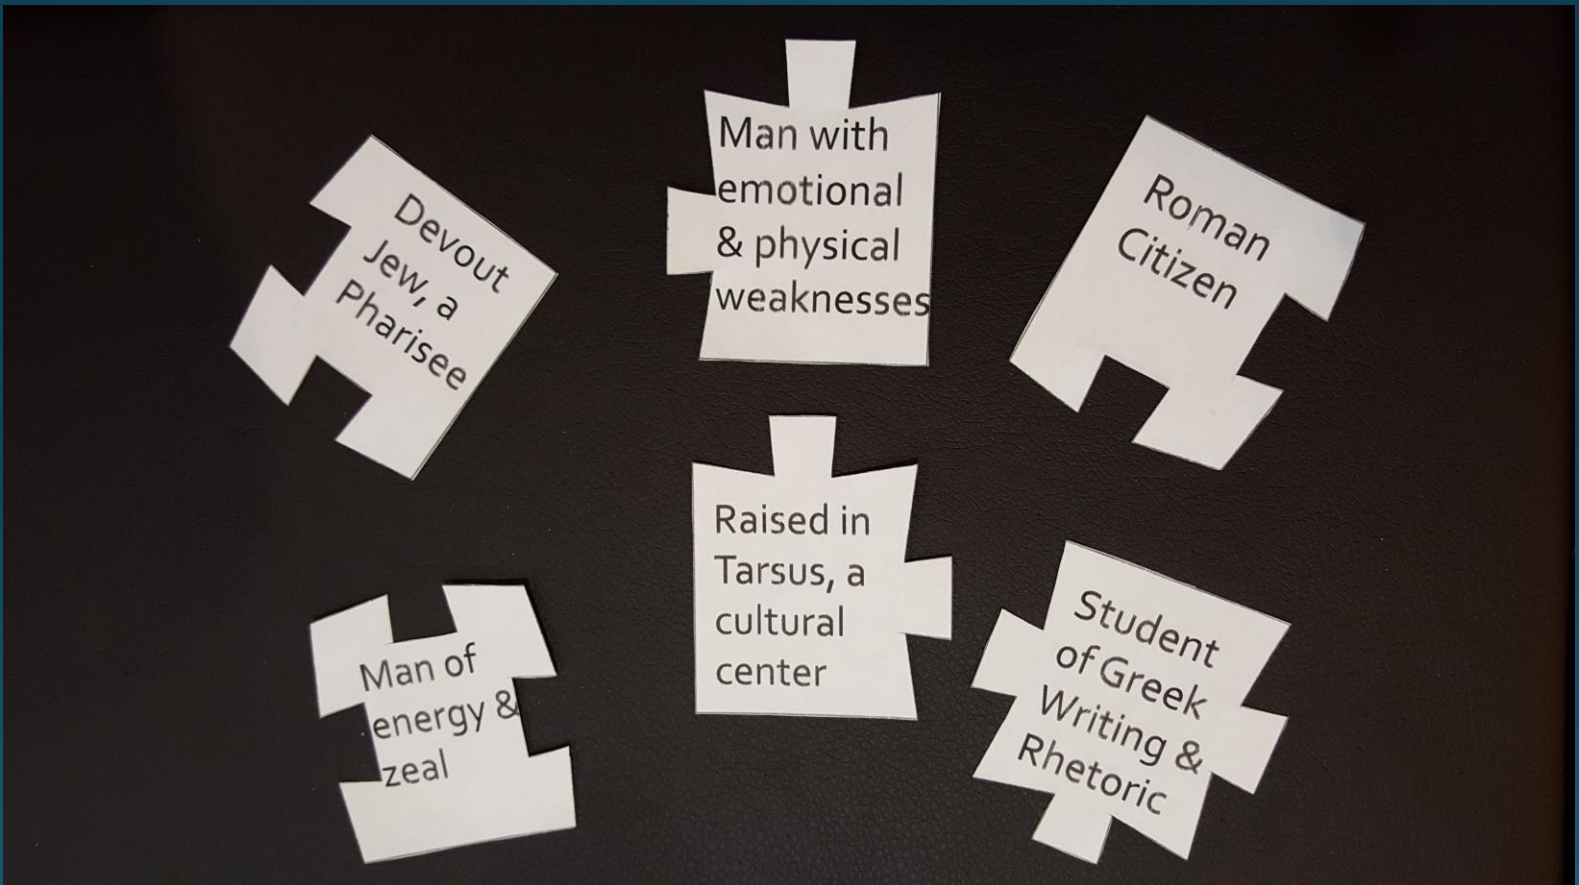 Devout
Jew, a
Pharisee
Man with
emotional
& physical
weaknesses
Roman
Citizen
Man of
energy &
zeal
Raised in
Tarsus, a
cultural
center
Student
of Greek
Writing &
Rhetoric